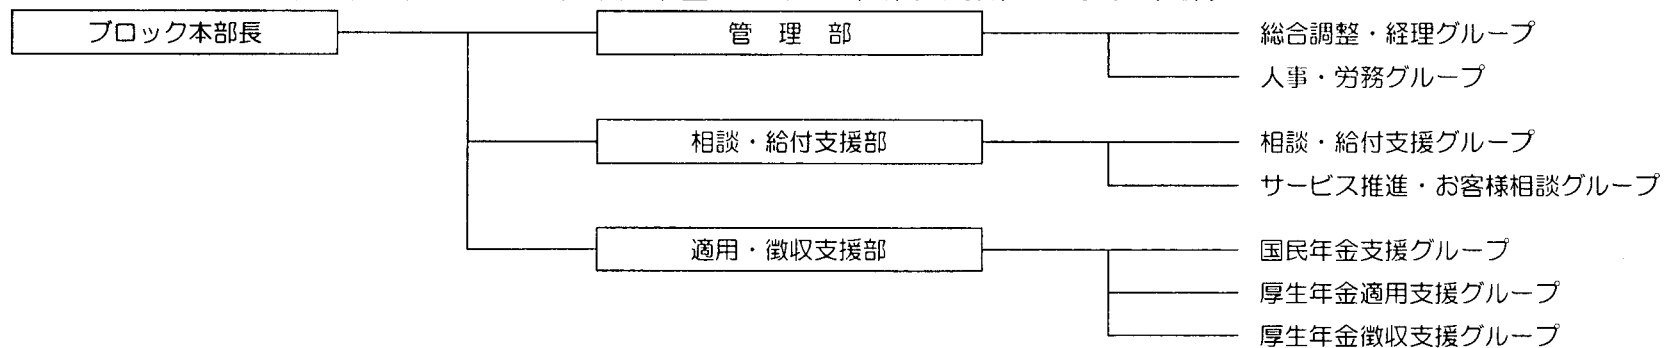 ブロック本部長
管理部
総合調整・経理グループ
人事・労務グループ
相談・給付支援部
相談・給付支援グループ
サービス推進・お客様相談グループ
適用・徴収支援部
国民年金支援グループ
厚生年金適用支援グループ
厚生年金徴収支援グループ